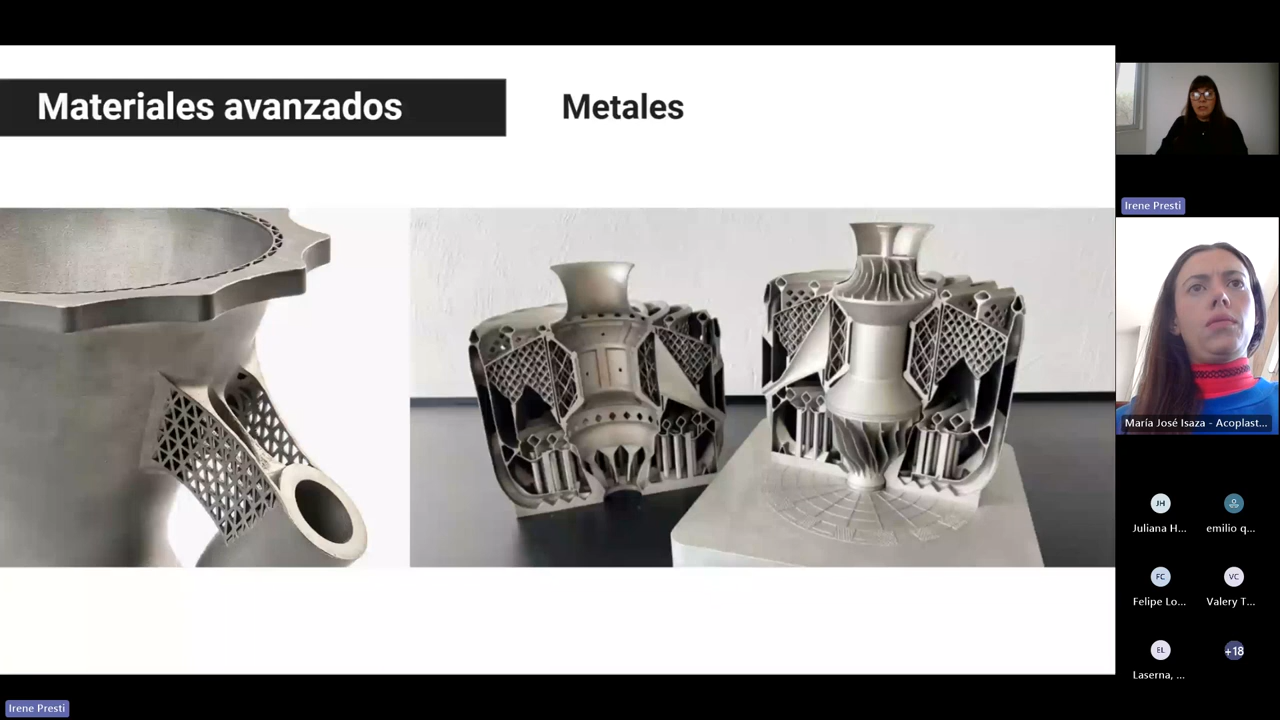 Materiales avanzados
Metales
Irene Presti
María José Isaza - Acoplast...
JH
Juliana H...
emilio q...
FC
Felipe Lo...
VC
Valery T...
EL
Laserna, ...
+18
Irene Presti